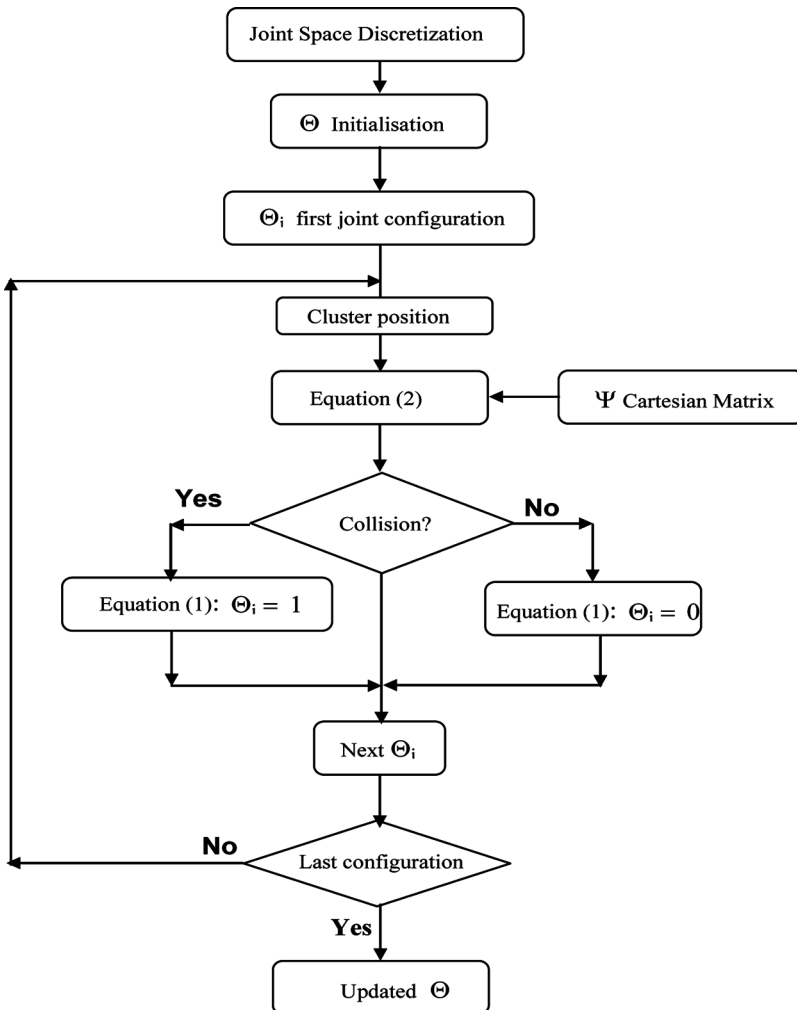 Joint Space Discretization
Θ Initialisation
Θi first joint configuration
Cluster position
Equation (2)
Ψ Cartesian Matrix
Yes
Collision?
No
Equation (1): Θi = 1
Equation (1): Θi = 0
Next Θi
No
Last configuration
Yes
Updated Θ